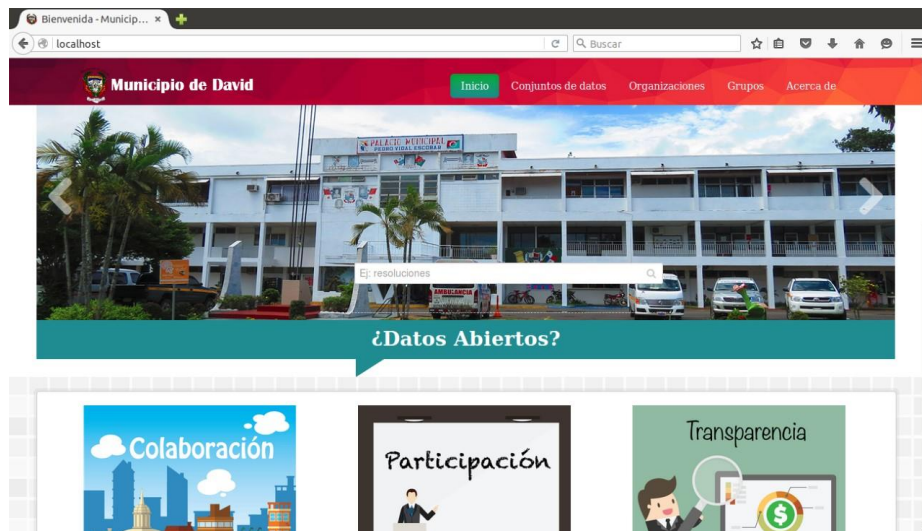 Bienvenida - Municip...
localhost
Buscar
Municipio de David
Inicio Conjuntos de datos Organizaciones Grupos Acerca de
PALACIO MUNICIPAL
PEDRO VIDAL ESCOBAR
Ej: resoluciones
AMBULANCIA
¿Datos Abiertos?
Colaboración
Participación
Transparencia